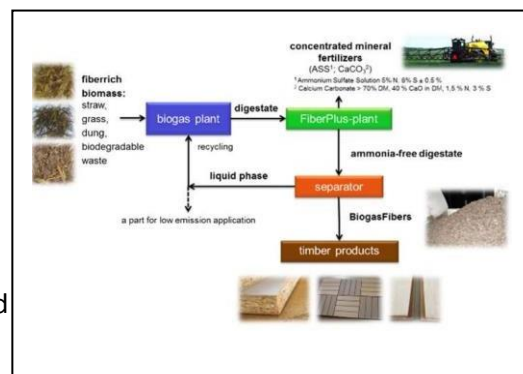 concentrated mineral
fertilizers
(ASS¹; CaCO₃²)
¹ Ammonium Sulfate Solution 5% N, 6% S ± 0.5 %
² Calcium Carbonate > 70% DM, 40 % CaO in DM, 1,5 % N, 3 % S
fiberrich
biomass:
straw,
grass,
dung,
biodegradable
waste
biogas plant
digestate
FiberPlus-plant
recycling
ammonia-free digestate
liquid phase
separator
a part for low emission application
BiogasFibers
timber products
d